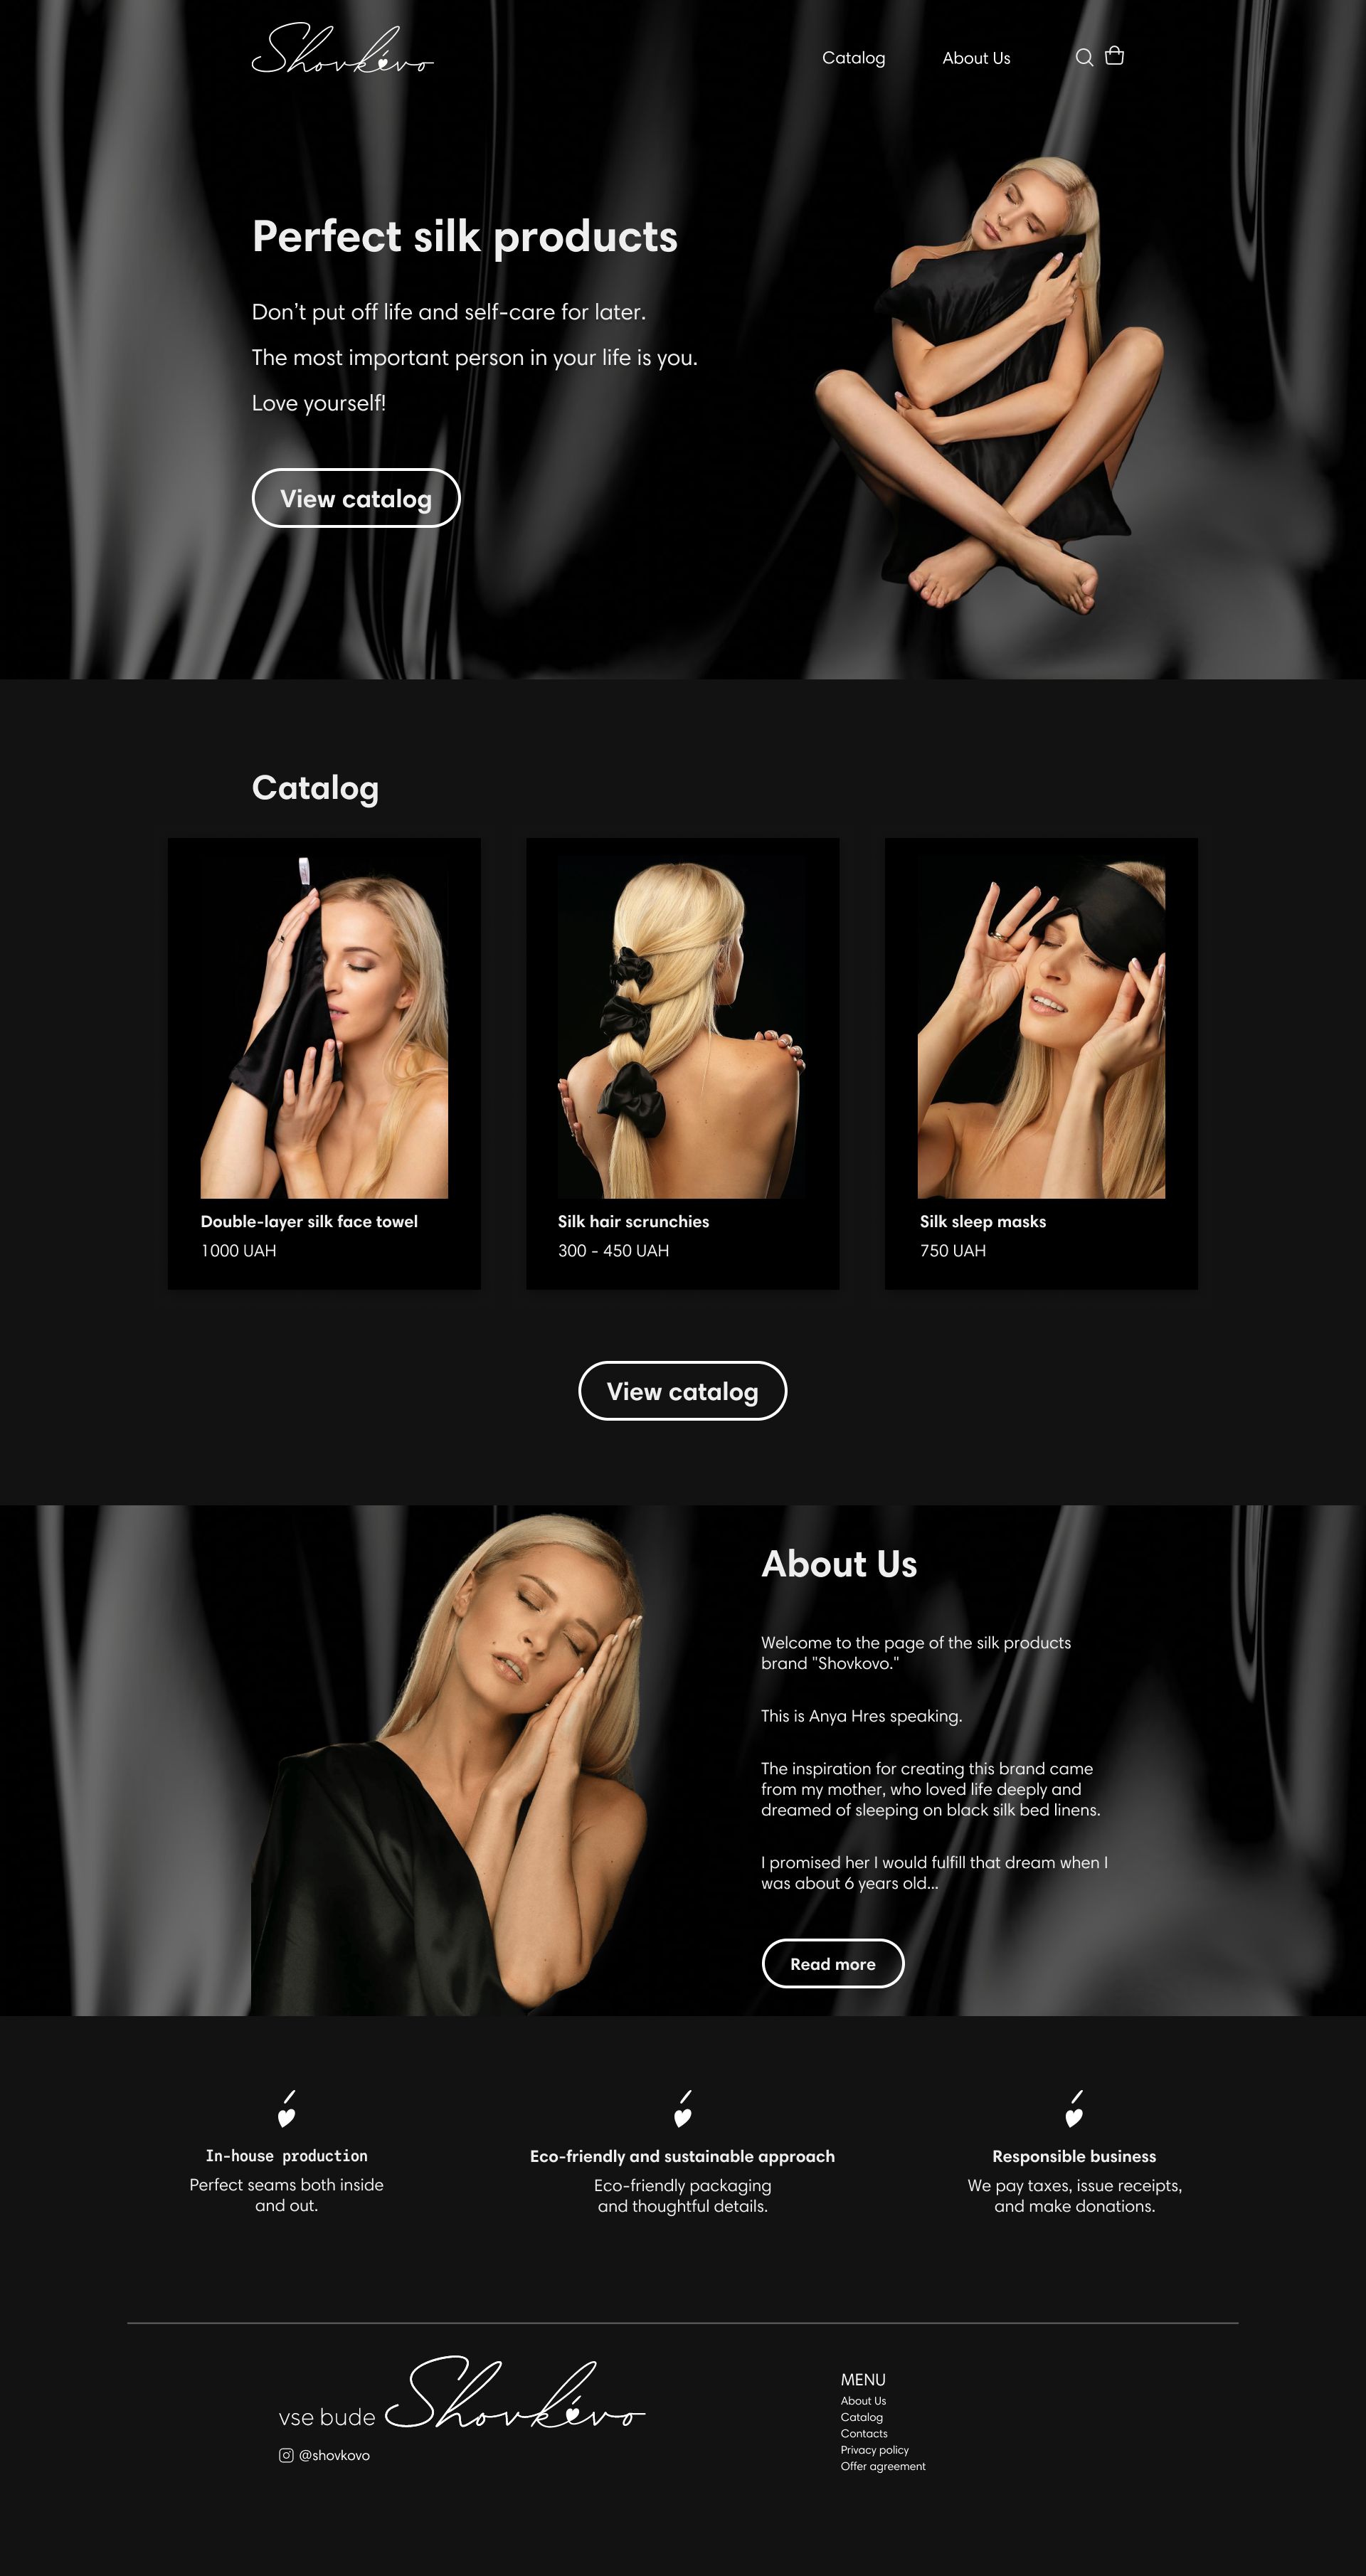 Shovkovo
Catalog
About Us
Perfect silk products
Don’t put off life and self-care for later.
The most important person in your life is you.
Love yourself!
View catalog
Catalog
Double-layer silk face towel
1000 UAH
Silk hair scrunchies
300 - 450 UAH
Silk sleep masks
750 UAH
View catalog
About Us
Welcome to the page of the silk products
brand "Shovkovo."
This is Anya Hres speaking.
The inspiration for creating this brand came
from my mother, who loved life deeply and
dreamed of sleeping on black silk bed linens.
I promised her I would fulfill that dream when I
was about 6 years old...
Read more
In-house production
Perfect seams both inside
and out.
Eco-friendly and sustainable approach
Eco-friendly packaging
and thoughtful details.
Responsible business
We pay taxes, issue receipts,
and make donations.
vse bude Shovkovo
@shovkovo
MENU
About Us
Catalog
Contacts
Privacy policy
Offer agreement